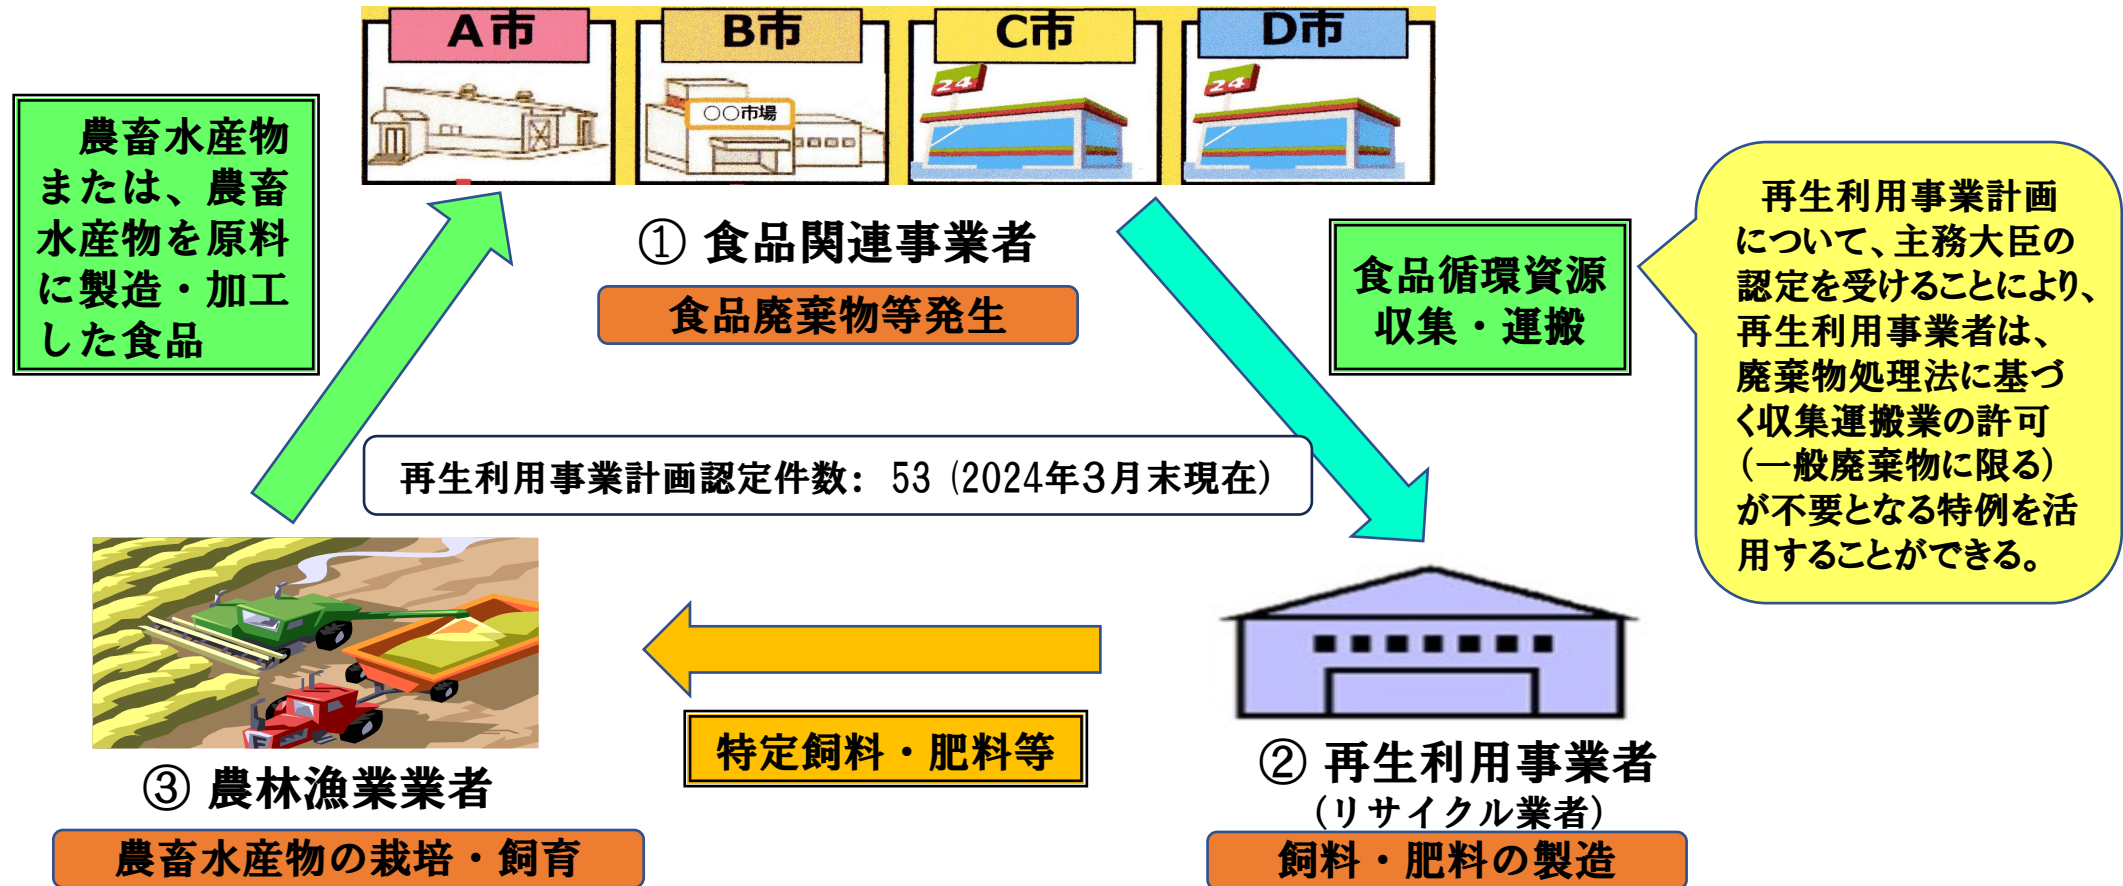 A市
B市
C市
D市
○○市場
24
24
農畜水産物
または、農畜
水産物を原料
に製造・加工
した食品
① 食品関連事業者
食品廃棄物等発生
食品循環資源
収集・運搬
再生利用事業計画
について、主務大臣の
認定を受けることにより、
再生利用事業者は、
廃棄物処理法に基づ
く収集運搬業の許可
(一般廃棄物に限る)
が不要となる特例を活
用することができる。
再生利用事業計画認定件数: 53 (2024年3月末現在)
特定飼料・肥料等
③ 農林漁業業者
農畜水産物の栽培・飼育
② 再生利用事業者
(リサイクル業者)
飼料・肥料の製造